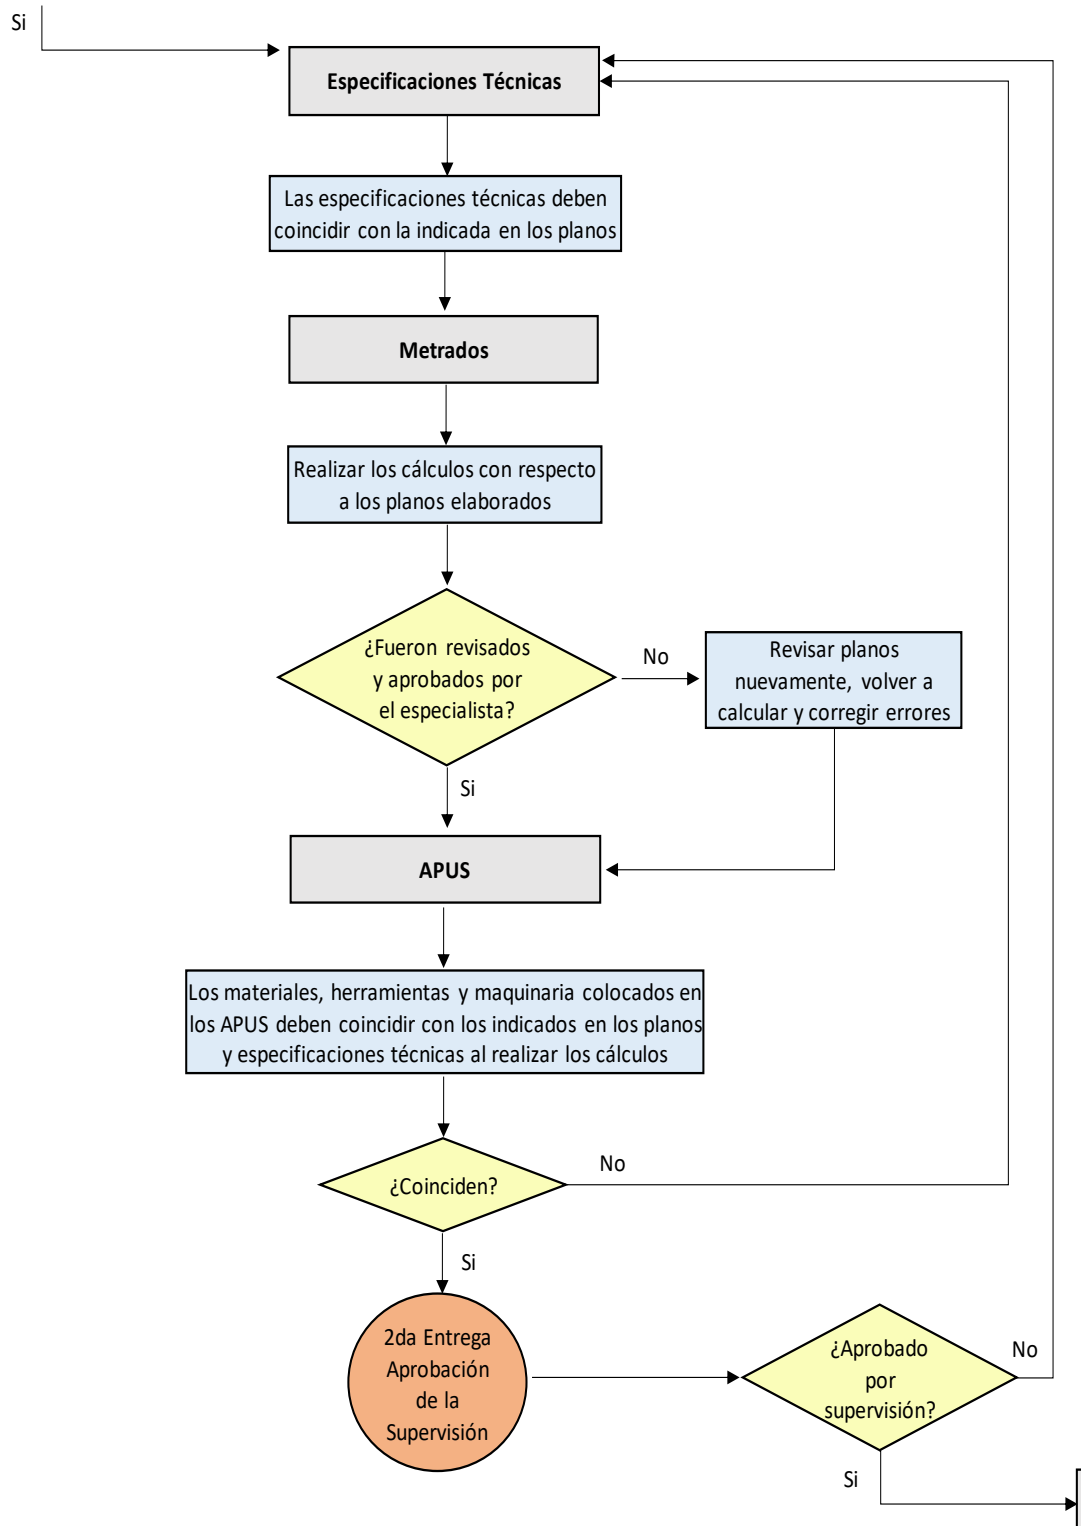 Si
Especificaciones Técnicas
Las especificaciones técnicas deben
coincidir con la indicada en los planos
Metrados
Realizar los cálculos con respecto
a los planos elaborados
¿Fueron revisados
y aprobados por
el especialista?
No
Revisar planos
nuevamente, volver a
calcular y corregir errores
Si
APUS
Los materiales, herramientas y maquinaria colocados en
los APUS deben coincidir con los indicados en los planos
y especificaciones técnicas al realizar los cálculos
¿Coinciden?
No
Si
2da Entrega
Aprobación
de la
Supervisión
¿Aprobado
por
supervisión?
No
Si